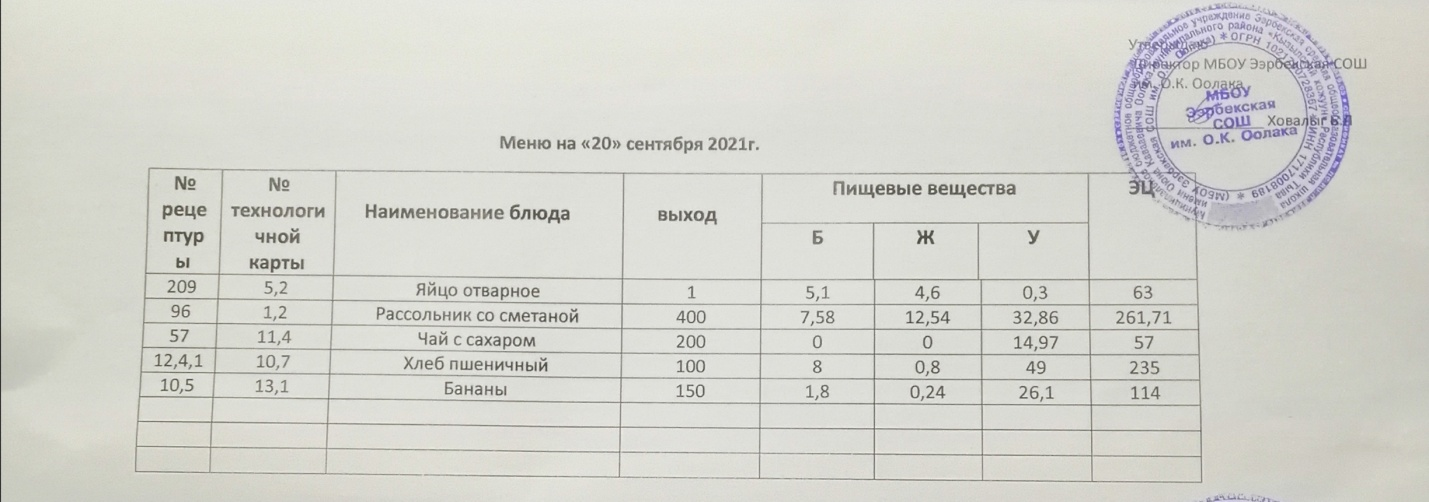 Утверждаю
Директор МБОУ Ээрбекская СОШ
им. О.К. Оолака
Ховалыг Б.Д
МБОУ
Ээрбекская
СОШ
им. О.К. Оолака
Меню на «20» сентября 2021г.
№ рецептуры № технологичной карты Наименование блюда выход Пищевые вещества ЭЦ
Б Ж У
209 5,2 Яйцо отварное 1 5,1 4,6 0,3 63
96 1,2 Рассольник со сметаной 400 7,58 12,54 32,86 261,71
57 11,4 Чай с сахаром 200 0 0 14,97 57
12,4,1 10,7 Хлеб пшеничный 100 8 0,8 49 235
10,5 13,1 Бананы 150 1,8 0,24 26,1 114